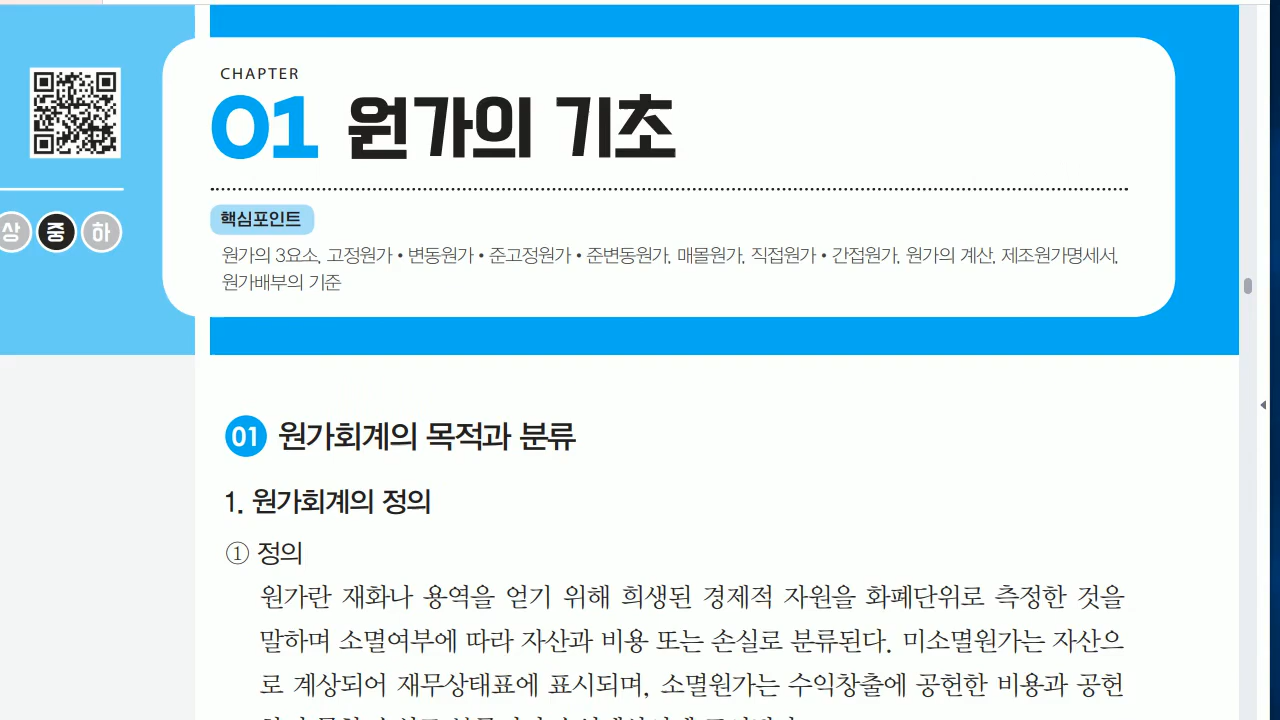 CHAPTER
01 원가의 기초
상 중 하
핵심포인트
원가의 3요소, 고정원가 • 변동원가 • 준고정원가 • 준변동원가, 매몰원가, 직접원가 • 간접원가, 원가의 계산, 제조원가명세서,
원가배부의 기준
01 원가회계의 목적과 분류
1. 원가회계의 정의
① 정의
원가란 재화나 용역을 얻기 위해 희생된 경제적 자원을 화폐단위로 측정한 것을
말하며 소멸여부에 따라 자산과 비용 또는 손실로 분류된다. 미소멸원가는 자산으
로 계상되어 재무상태표에 표시되며, 소멸원가는 수익창출에 공헌한 비용과 공헌